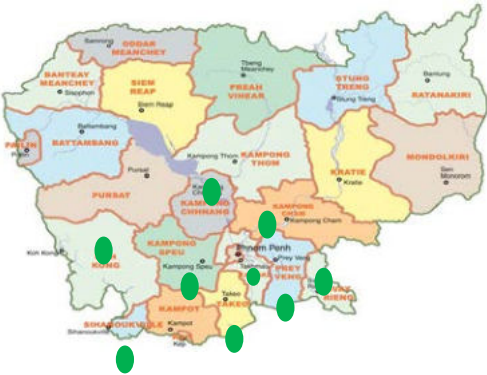 Samrong
ODDAR
MEANCHEY
BANTEAY
MEANCHEY
Sisophon
SIEM
REAP
Siem Reap
Tbeng
Meanchey
PREAH
VIHEAR
STUNG
TRENG
Stung Treng
Banlung
RATANAKIRI
PAILIN
Battambang
BATTAMBANG
Kampong Thom
KAMPONG
THOM
KRATIE
Kratie
MONDOLKIRI
Sen
Monorom
Pursat
PURSAT
KAMPONG
CHHNANG
KAMPONG
CHAM
Kampong Cham
Koh Kong
KONG
KAMPONG
SPEU
Kampong Speu
Phnom Penh
Prey Veng
PREY
VENG
Takeo
TAKEO
RIENG
KAMPOT
Kampot
SIHANOUKVILLE
Sihanoukville
Kep